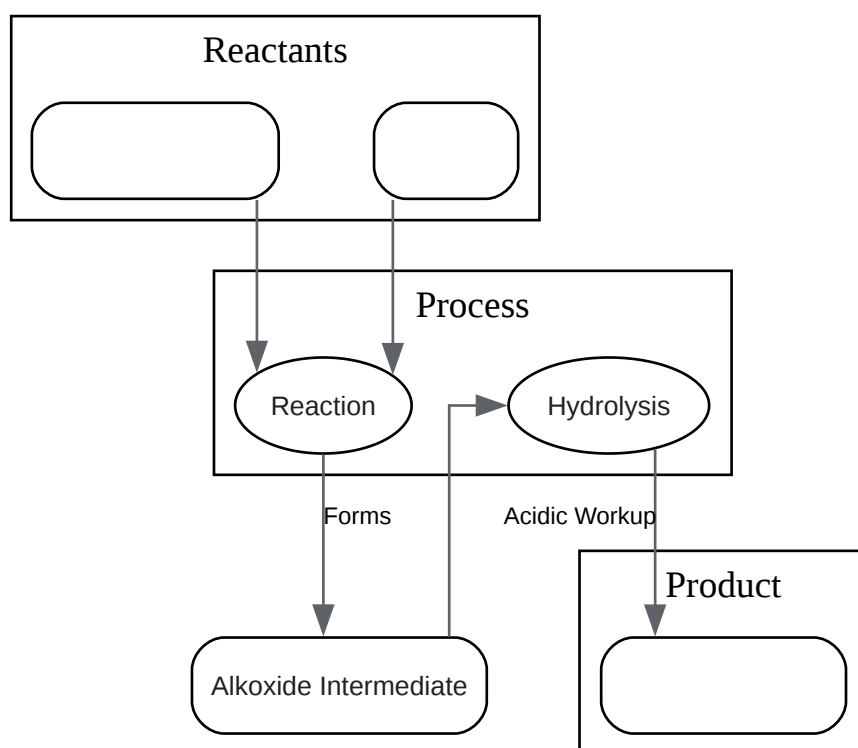 Reactants
Process
Reaction
Hydrolysis
Forms
Acidic Workup
Product
Alkoxide Intermediate